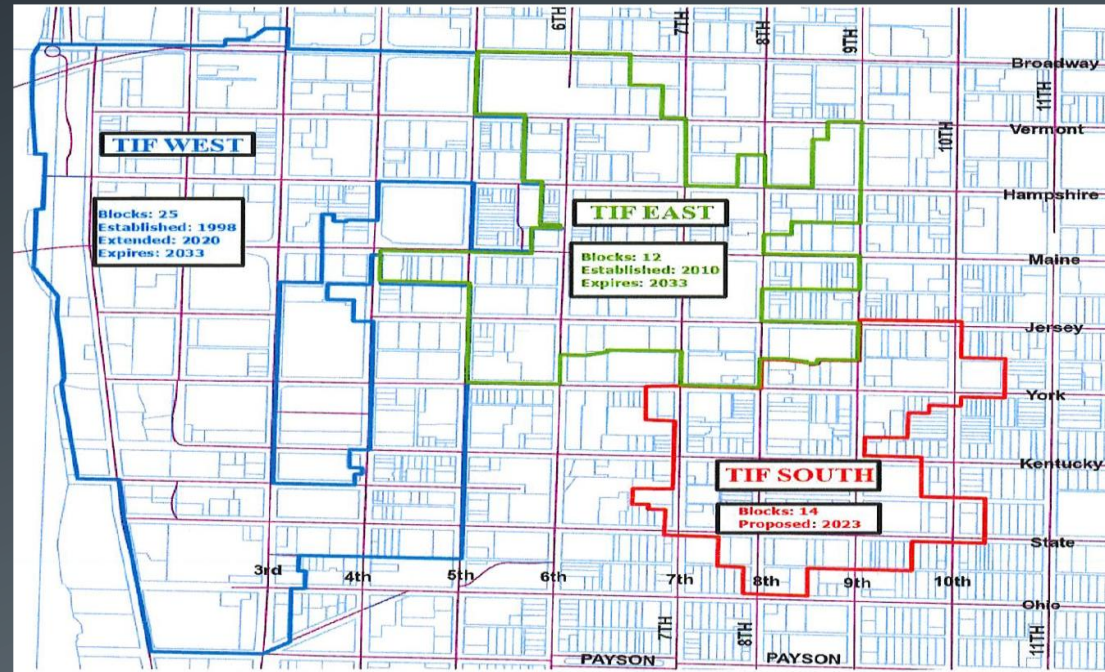 6TH
7TH
8TH
9TH
Broadway
11TH
Vermont
10TH
TIF WEST
Hampshire
TIF EAST
Blocks: 25
Established: 1998
Extended: 2020
Expires: 2033
Blocks: 12
Established: 2010
Expires: 2033
Maine
Jersey
York
Kentucky
TIF SOUTH
Blocks: 14
Proposed: 2023
State
3rd
4th
5th
6th
7th
8th
9th
10th
Ohio
7TH
8TH
11TH
PAYSON
PAYSON